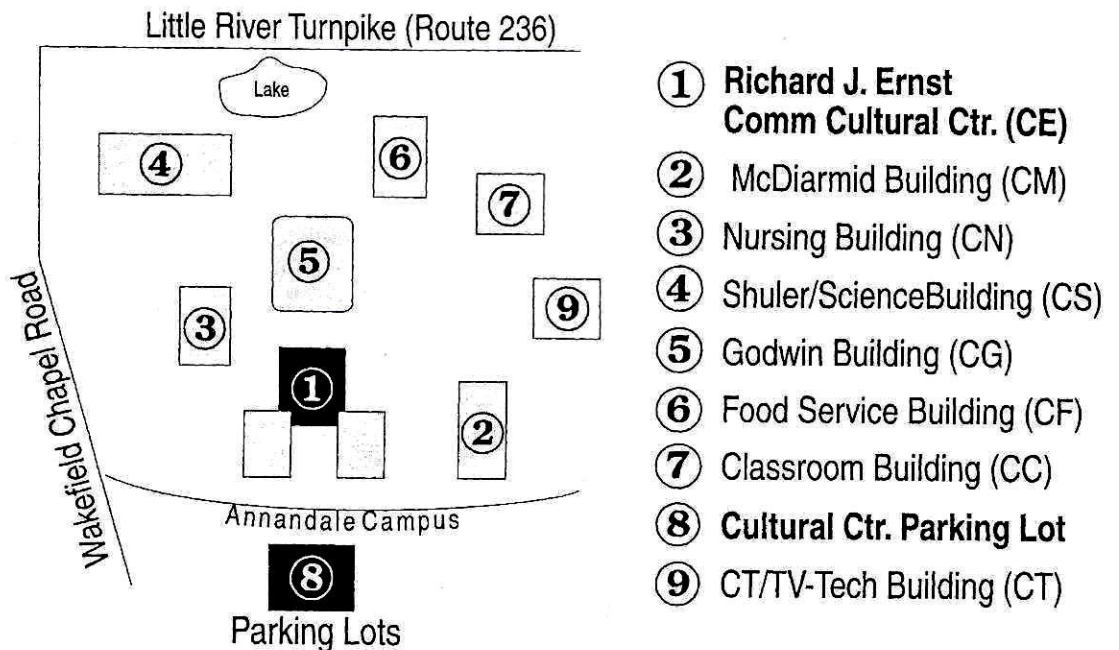 Little River Turnpike (Route 236)
Lake
4
6
7
5
9
3
1
2
Wakefield Chapel Road
Annandale Campus
8
Parking Lots
1 Richard J. Ernst
Comm Cultural Ctr. (CE)
2 McDiarmid Building (CM)
3 Nursing Building (CN)
4 Shuler/ScienceBuilding (CS)
5 Godwin Building (CG)
6 Food Service Building (CF)
7 Classroom Building (CC)
8 Cultural Ctr. Parking Lot
9 CT/TV-Tech Building (CT)